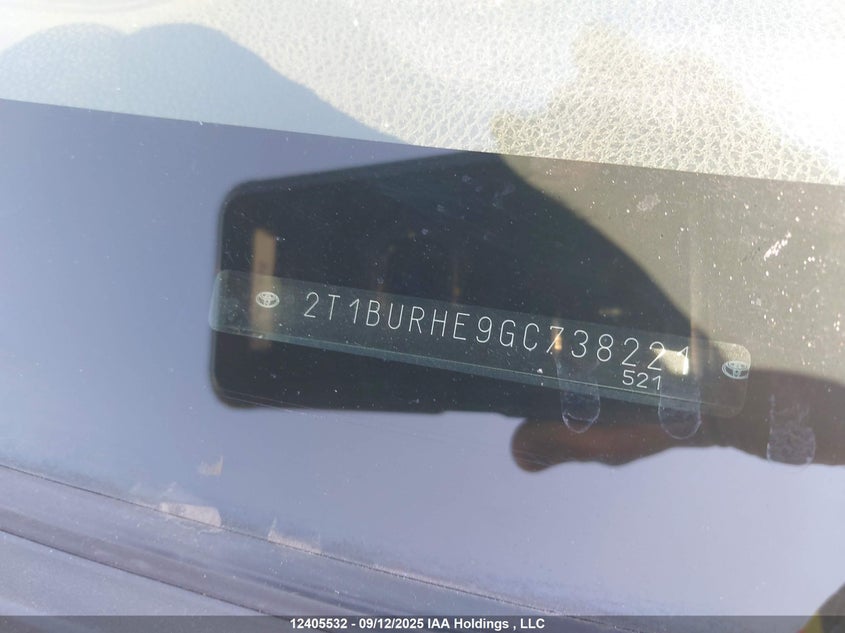 2T1BURHE9GC738221
521
12405532 - 09/12/2025 IAA Holdings , LLC